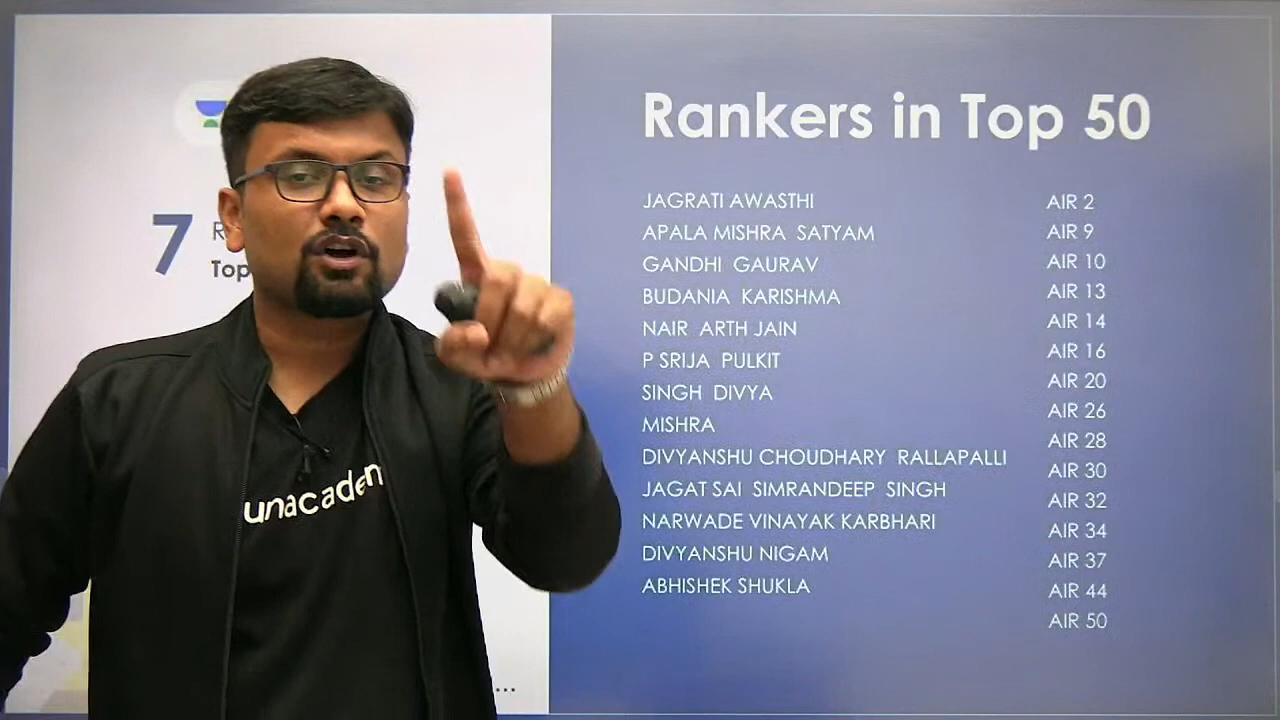 7
Top
unacadem
Rankers in Top 50
JAGRATI AWASTHI AIR 2
APALA MISHRA SATYAM AIR 9
GANDHI GAURAV AIR 10
BUDANIA KARISHMA AIR 13
NAIR ARTH JAIN AIR 14
P SRIJA PULKIT AIR 16
SINGH DIVYA AIR 20
MISHRA AIR 26
DIVYANSHU CHOUDHARY RALLAPALLI AIR 28
JAGAT SAI SIMRANDEEP SINGH AIR 30
NARWADE VINAYAK KARBHARI AIR 32
DIVYANSHU NIGAM AIR 34
ABHISHEK SHUKLA AIR 37
AIR 44
AIR 50